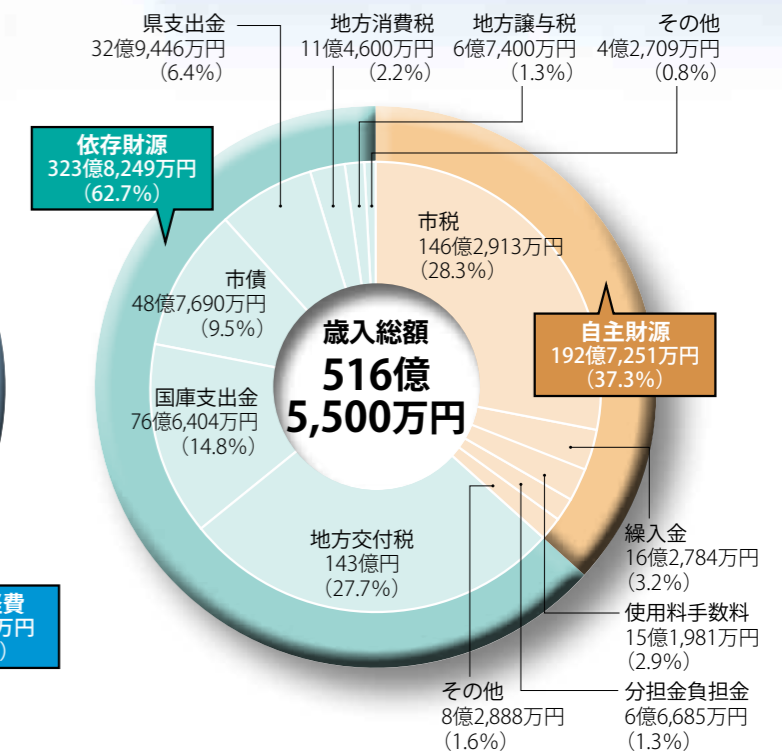 県支出金
32億9,446万円
（6.4%）
地方消費税
11億4,600万円
（2.2%）
地方譲与税
6億7,400万円
（1.3%）
その他
4億2,709万円
（0.8%）
依存財源
323億8,249万円
（62.7%）
市税
146億2,913万円
（28.3%）
市債
48億7,690万円
（9.5%）
歳入総額
516億
5,500万円
自主財源
192億7,251万円
（37.3%）
国庫支出金
76億6,404万円
（14.8%）
地方交付税
143億円
（27.7%）
繰入金
16億2,784万円
（3.2%）
使用料手数料
15億1,981万円
（2.9%）
分担金負担金
6億6,685万円
（1.3%）
その他
8億2,888万円
（1.6%）
費
万円
）